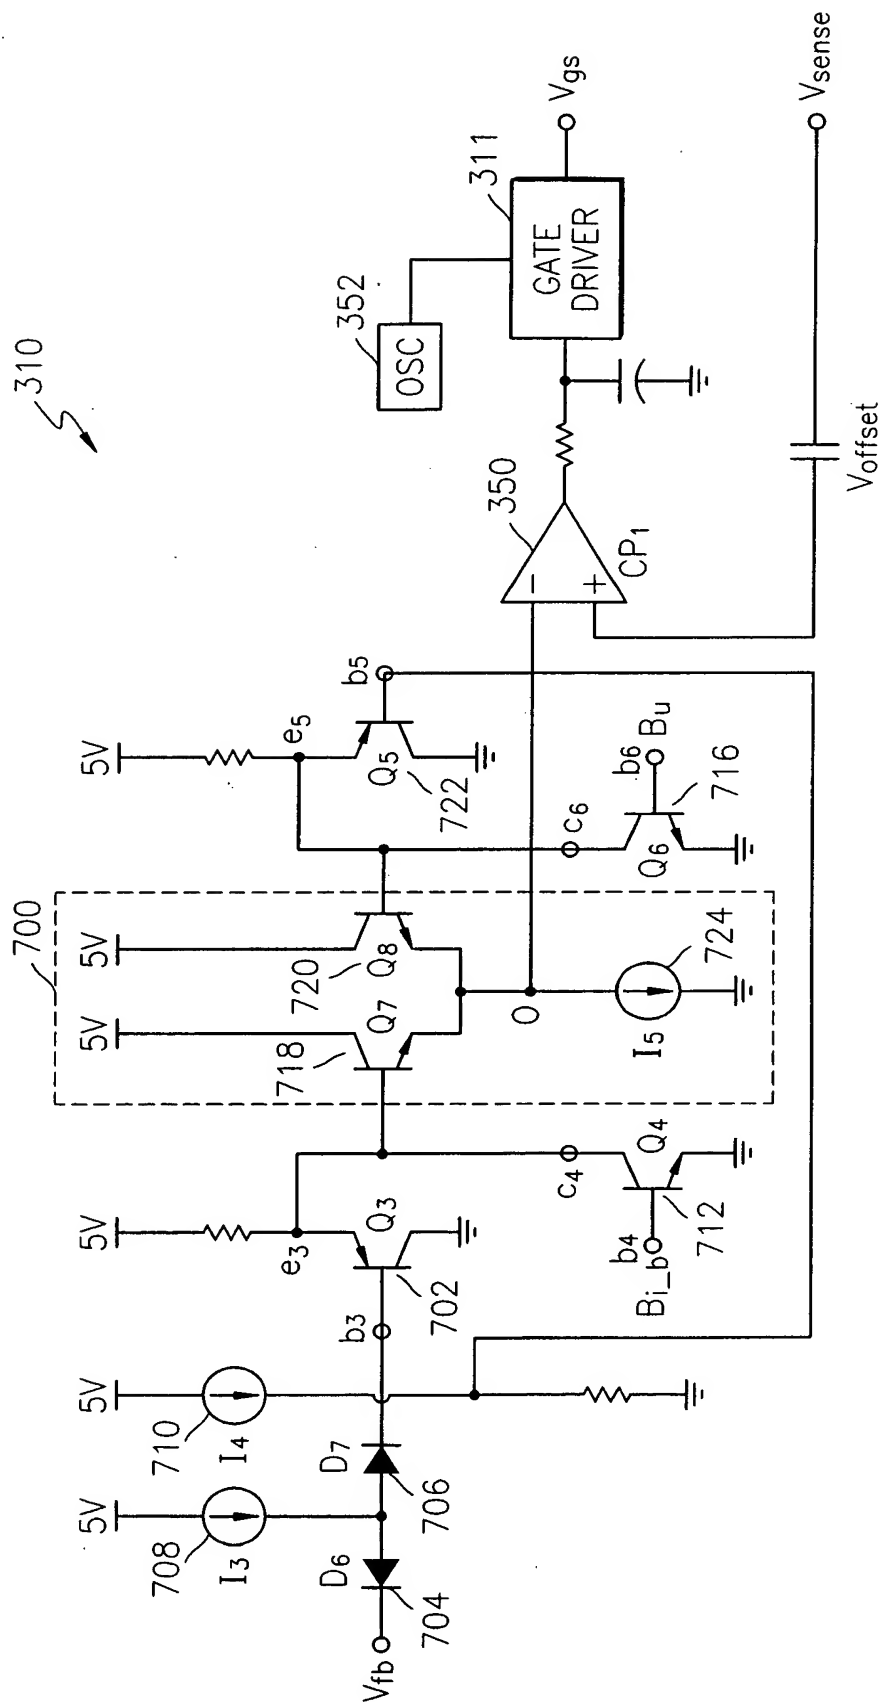 310
700
5V
5V
5V
5V
5V
5V
710
I4
708
I3
D7
706
D6
704
Vfb
b3
e3
Q3
702
c4
Q4
b4
Bi_b
712
718
Q7
720
Q8
O
I5
724
e5
b5
Q5
722
c6
b6
Bu
Q6
716
350
−
+
CP1
352
OSC
311
GATE
DRIVER
Vgs
Vsense
Voffset